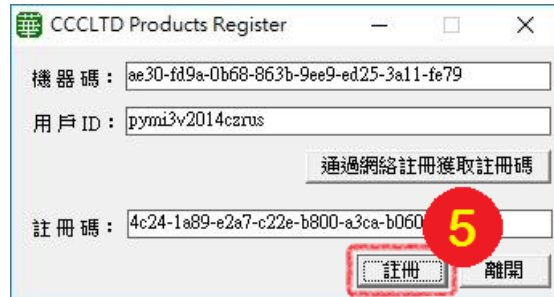 CCCLTD Products Register
機器碼： ae30-fd9a-0b68-863b-9ee9-ed25-3a11-fe79
用戶ID： pymi3v2014czrus
通過網絡註冊獲取註冊碼
註冊碼： 4c24-1a89-e2a7-c22e-b800-a3ca-b060
5
註冊 離開